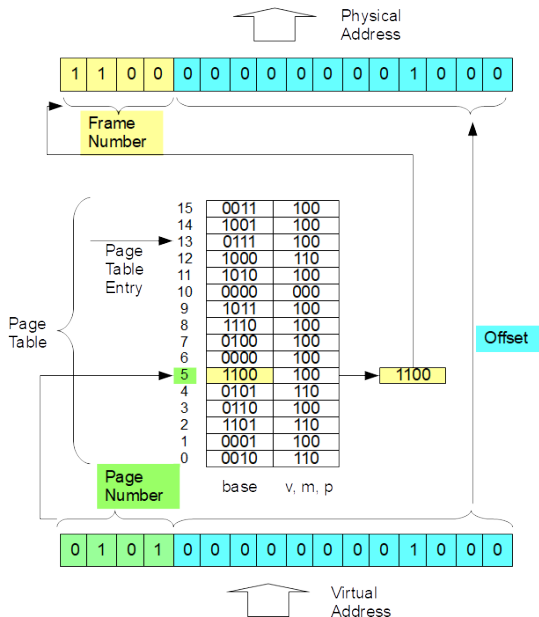 Physical
Address
1 1 0 0 0 0 0 0 0 0 0 0 1 0 0 0
Frame
Number
15 0011 100
14 1001 100
13 0111 100
12 1000 110
11 1010 100
10 0000 000
9 1011 100
8 1110 100
7 0100 100
6 0000 100
5 1100 100
4 0101 110
3 0110 100
2 1101 110
1 0001 100
0 0010 110
Page
Table
Entry
Page
Table
1100
Offset
base v, m, p
Page
Number
0 1 0 1 0 0 0 0 0 0 0 0 1 0 0 0
Virtual
Address